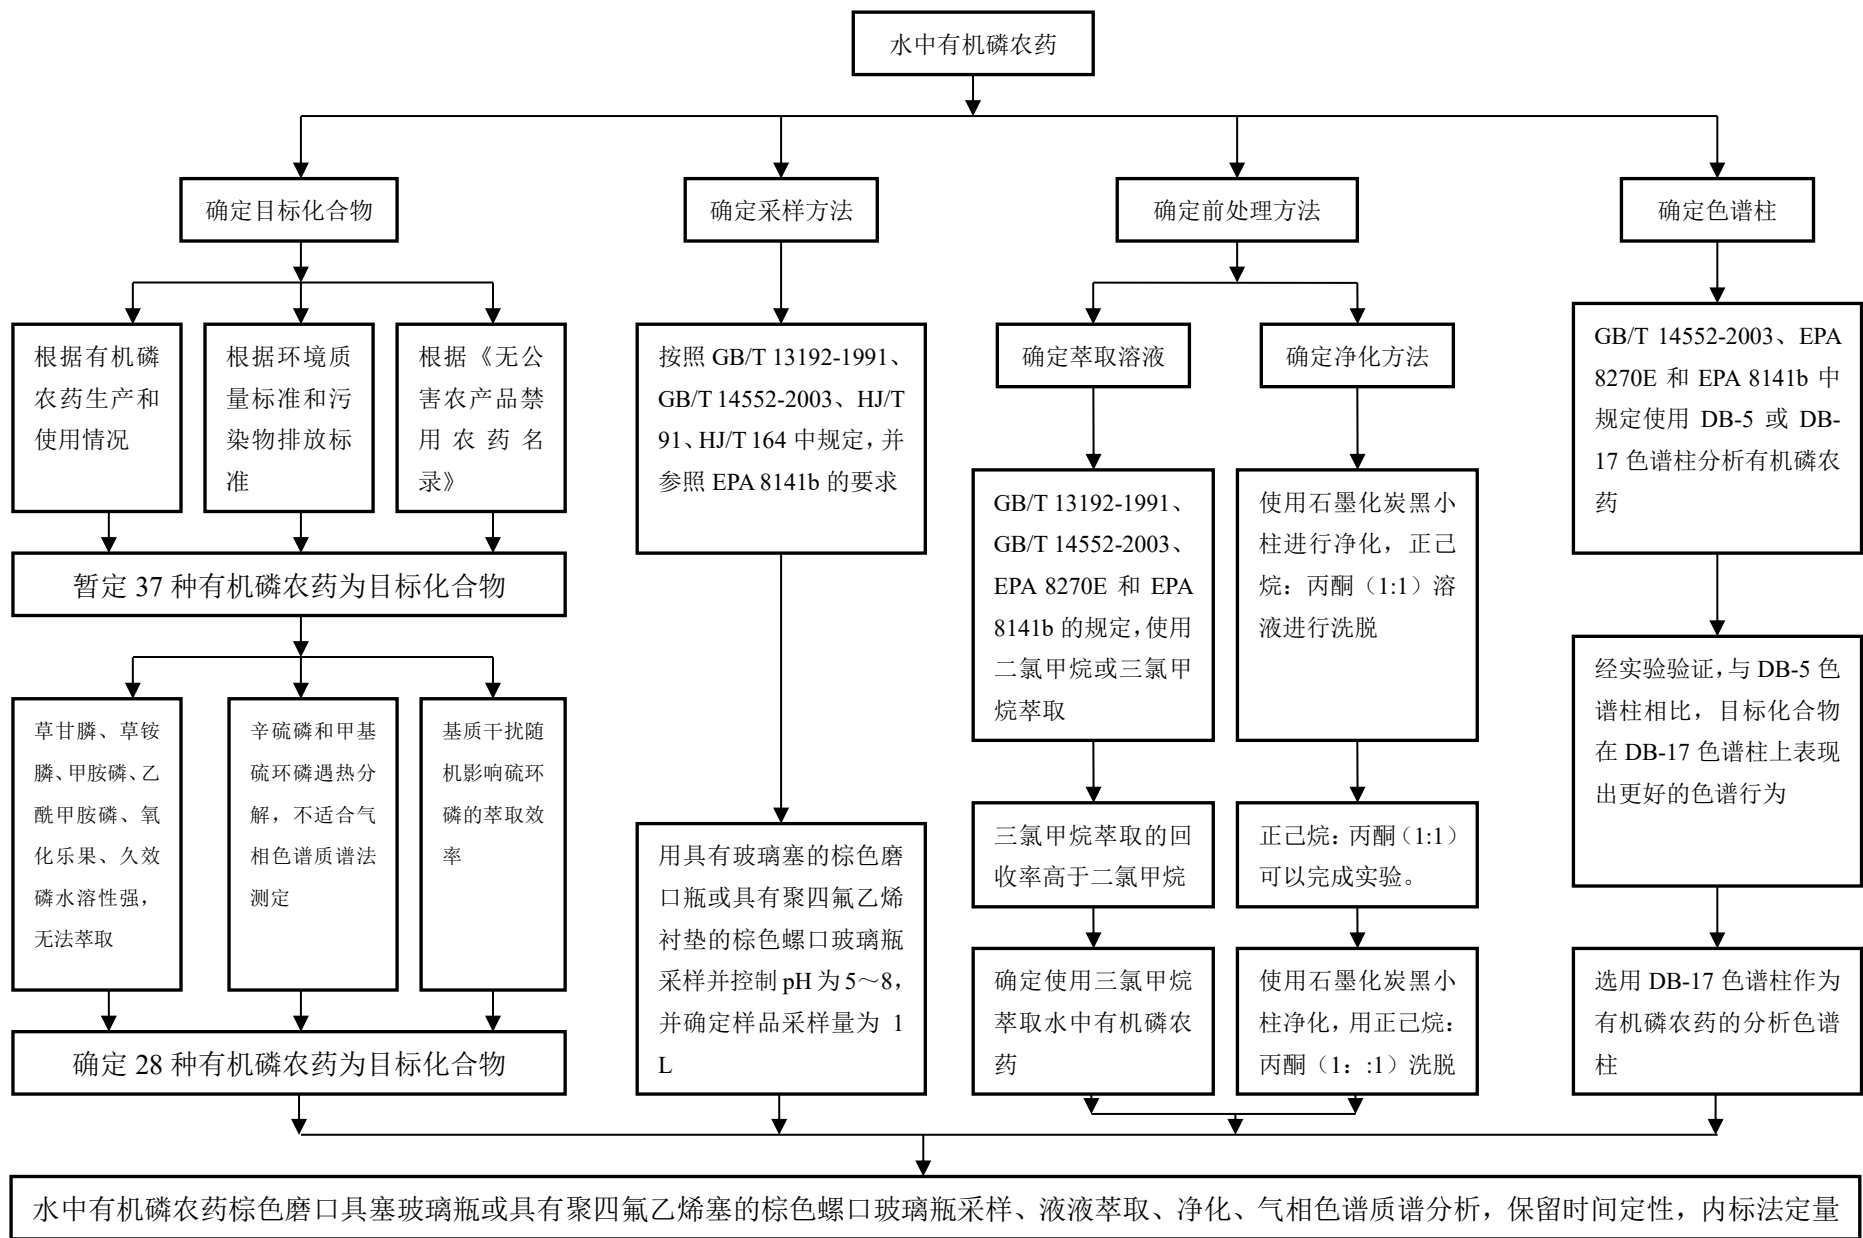 水中有机磷农药
确定目标化合物
确定采样方法
确定前处理方法
确定色谱柱
根据有机磷
农药生产和
使用情况
根据环境质
量标准和污
染物排放标
准
根据《无公
害农产品禁
用农药名
录》
暂定 37 种有机磷农药为目标化合物
草甘膦、草铵
膦、甲胺磷、乙
酰甲胺磷、氧
化乐果、久效
磷水溶性强，
无法萃取
辛硫磷和甲基
硫环磷遇热分
解，不适合气
相色谱质谱法
测定
基质干扰随
机影响硫环
磷的萃取效
率
确定 28 种有机磷农药为目标化合物
按照 GB/T 13192-1991、
GB/T 14552-2003、HJ/T
91、HJ/T 164 中规定，并
参照 EPA 8141b 的要求
用具有玻璃塞的棕色磨
口瓶或具有聚四氟乙烯
衬垫的棕色螺口玻璃瓶
采样并控制 pH 为 5～8，
并确定样品采样量为 1
L
确定萃取溶液
GB/T 13192-1991、
GB/T 14552-2003、
EPA 8270E 和 EPA
8141b 的规定，使用
二氯甲烷或三氯甲
烷萃取
三氯甲烷萃取的回
收率高于二氯甲烷
确定使用三氯甲烷
萃取水中有机磷农
药
确定净化方法
使用石墨化炭黑小
柱进行净化，正己
烷：丙酮（1:1）溶
液进行洗脱
正己烷：丙酮（1:1）
可以完成实验。
使用石墨化炭黑小
柱净化，用正己烷：
丙酮（1：:1）洗脱
GB/T 14552-2003、EPA
8270E 和 EPA 8141b 中
规定使用 DB-5 或 DB-
17 色谱柱分析有机磷农
药
经实验验证，与 DB-5 色
谱柱相比，目标化合物
在 DB-17 色谱柱上表现
出更好的色谱行为
选用 DB-17 色谱柱作为
有机磷农药的分析色谱
柱
水中有机磷农药棕色磨口具塞玻璃瓶或具有聚四氟乙烯塞的棕色螺口玻璃瓶采样、液液萃取、净化、气相色谱质谱分析，保留时间定性，内标法定量